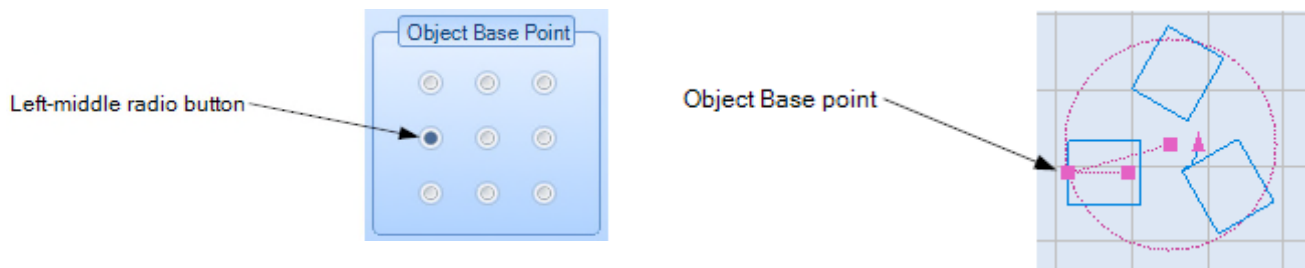 Object Base Point
Left-middle radio button
Object Base point